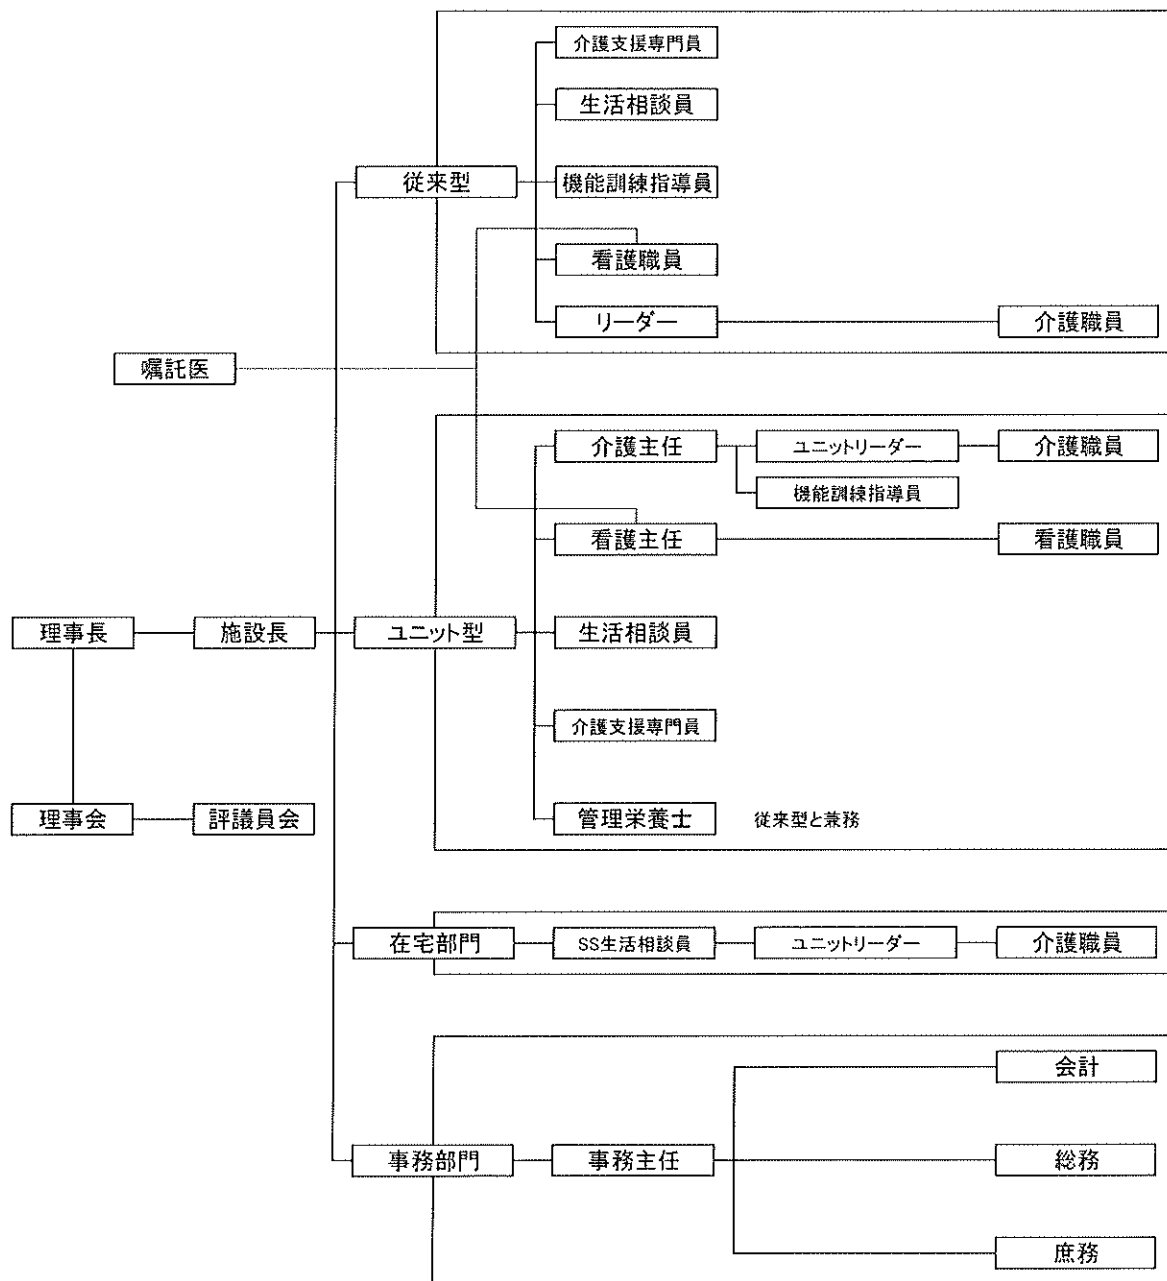 介護支援専門員
生活相談員
従来型
機能訓練指導員
看護職員
リーダー
介護職員
嘱託医
介護主任
ユニットリーダー
介護職員
機能訓練指導員
看護主任
看護職員
理事長
施設長
ユニット型
生活相談員
介護支援専門員
理事会
評議員会
管理栄養士
従来型と兼務
在宅部門
SS生活相談員
ユニットリーダー
介護職員
会計
事務部門
事務主任
総務
庶務